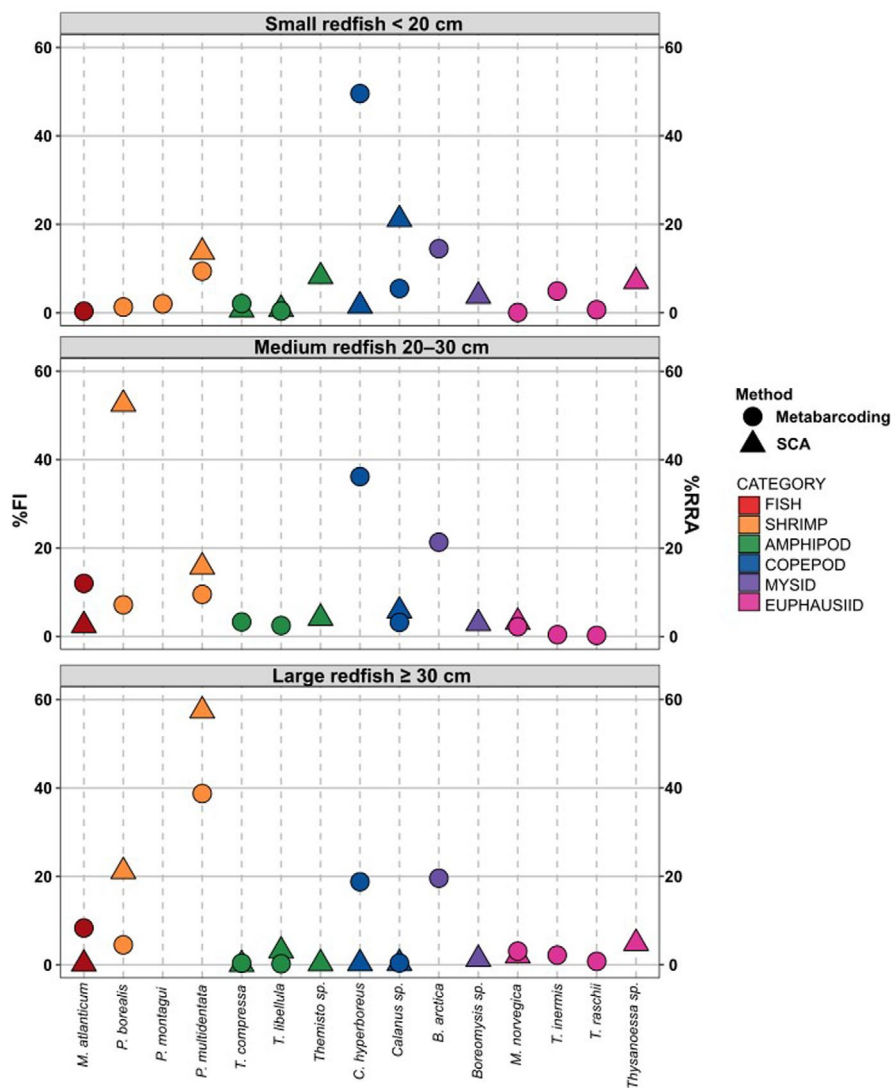 Small redfish < 20 cm
60 60
40 40
20 20
0 0
Medium redfish 20–30 cm
60 60
40 40
20 20
0 0
%FI
%RRA
Large redfish ≥ 30 cm
60 60
40 40
20 20
0 0
M. atlanticum
P. borealis
P. montagui
P. multidentata
T. compressa
T. libellula
Themisto sp.
C. hyperboreus
Calanus sp.
B. arctica
Boreomysis sp.
M. norvegica
T. inermis
T. raschii
Thysanoessa sp.
Method
Metabarcoding
SCA
CATEGORY
FISH
SHRIMP
AMPHIPOD
COPEPOD
MYSID
EUPHAUSIID